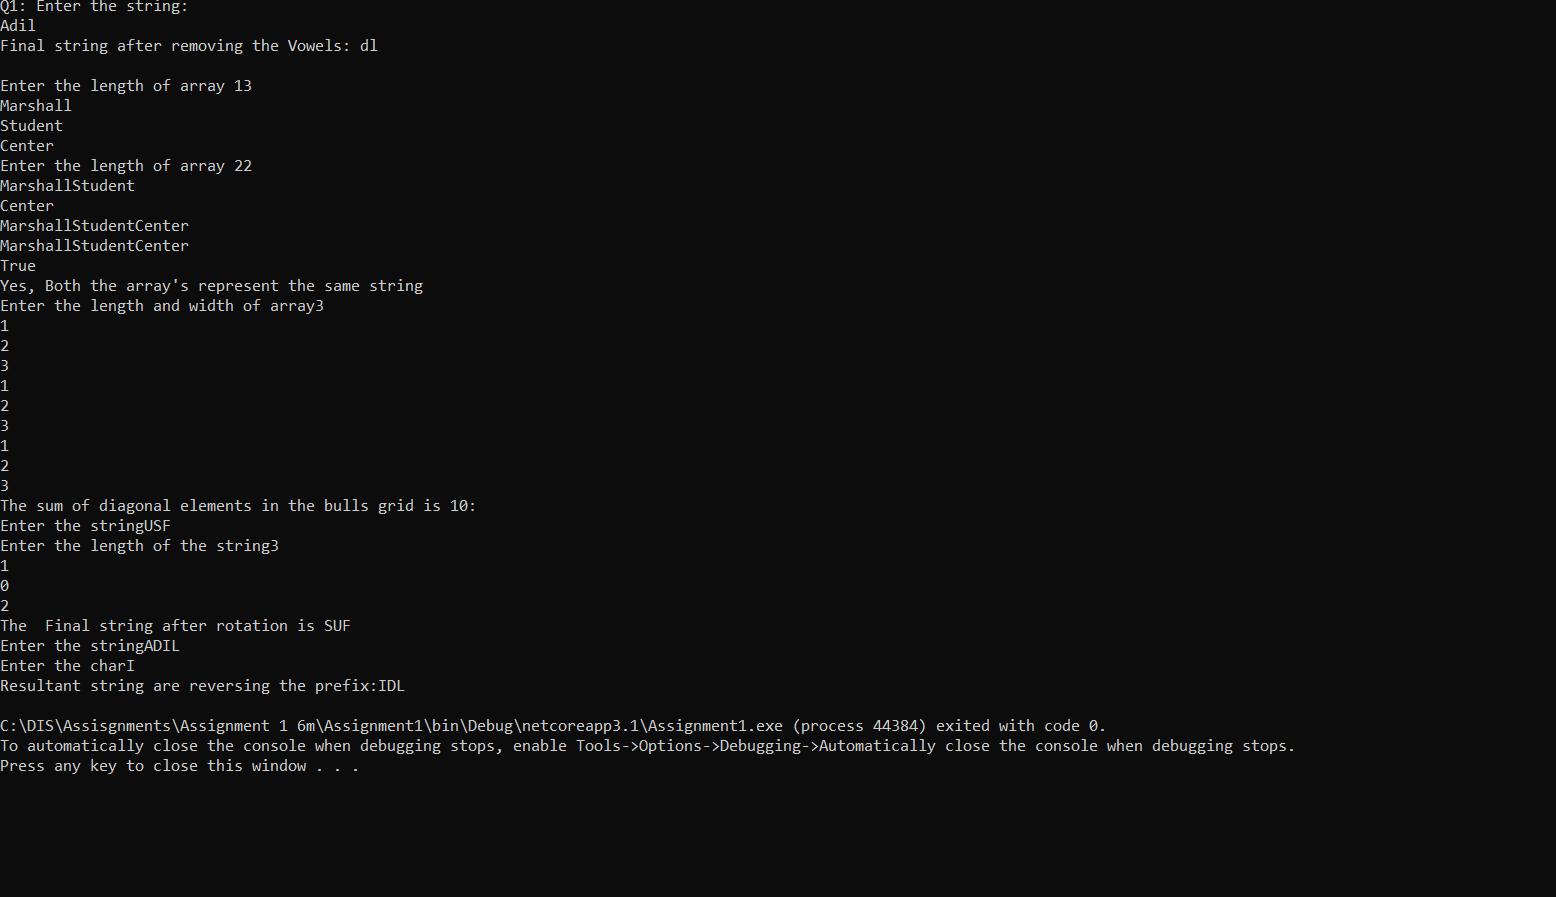 Q1: Enter the string:
Adil
Final string after removing the Vowels: dl
Enter the length of array 13
Marshall
Student
Center
Enter the length of array 22
MarshallStudent
Center
MarshallStudentCenter
MarshallStudentCenter
True
Yes, Both the array's represent the same string
Enter the length and width of array3
1
2
3
1
2
3
1
2
3
The sum of diagonal elements in the bulls grid is 10:
Enter the stringUSF
Enter the length of the string3
1
0
2
The  Final string after rotation is SUF
Enter the stringADIL
Enter the charI
Resultant string are reversing the prefix:IDL
C:\DIS\Assisgnments\Assignment 1 6m\Assignment1\bin\Debug\netcoreapp3.1\Assignment1.exe (process 44384) exited with code 0.
To automatically close the console when debugging stops, enable Tools->Options->Debugging->Automatically close the console when debugging stops.
Press any key to close this window . . .